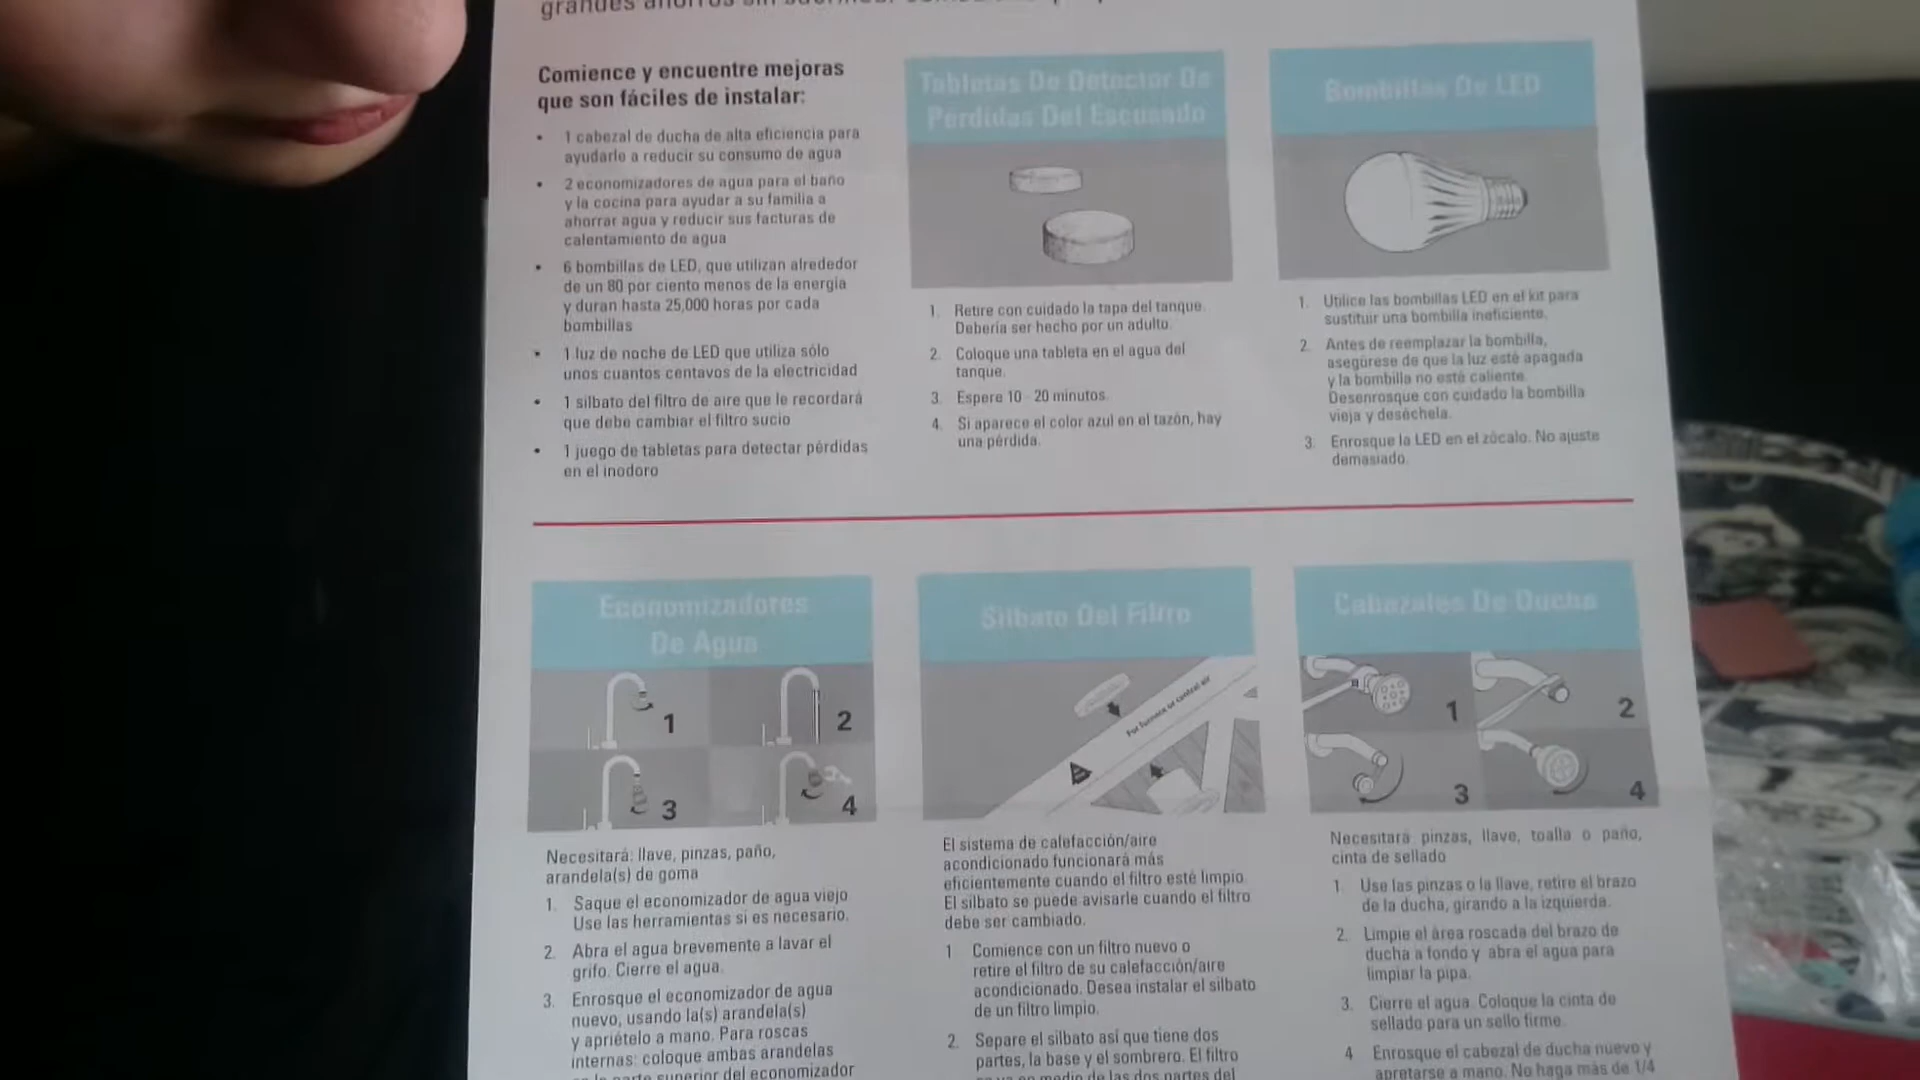 grandes ahorros sin
Comience y encuentre mejoras
que son fáciles de instalar:
• 1 cabezal de ducha de alta eficiencia para
ayudarle a reducir su consumo de agua
• 2 economizadores de agua para el baño
y la cocina para ayudar a su familia a
ahorrar agua y reducir sus facturas de
calentamiento de agua
• 6 bombillas de LED, que utilizan alrededor
de un 80 por ciento menos de la energía
y duran hasta 25,000 horas por cada
bombillas
• 1 luz de noche de LED que utiliza sólo
unos cuantos centavos de la electricidad
• 1 silbato del filtro de aire que le recordará
que debe cambiar el filtro sucio
• 1 juego de tabletas para detectar pérdidas
en el inodoro
Tabletas De Detector De
Perdidas Del Escusado
1. Retire con cuidado la tapa del tanque.
Debería ser hecho por un adulto.
2. Coloque una tableta en el agua del
tanque.
3. Espere 10 - 20 minutos.
4. Si aparece el color azul en el tazón, hay
una pérdida.
Bombillas De LED
1. Utilice las bombillas LED en el kit para
sustituir una bombilla ineficiente.
2. Antes de reemplazar la bombilla,
asegúrese de que la luz esté apagada
y la bombilla no esté caliente.
Desenrosque con cuidado la bombilla
vieja y deséchela.
3. Enrosque la LED en el zócalo. No ajuste
demasiado.
Economizadores
De Agua
1
2
3
4
Necesitará: llave, pinzas, paño,
arandela(s) de goma
1. Saque el economizador de agua viejo
Use las herramientas si es necesario.
2. Abra el agua brevemente a lavar el
grifo. Cierre el agua.
3. Enrosque el economizador de agua
nuevo, usando la(s) arandela(s)
y apriételo a mano. Para roscas
internas: coloque ambas arandelas
en la parte superior del economizador
Silbato Del Filtro
For furnace or central air
El sistema de calefacción/aire
acondicionado funcionará más
eficientemente cuando el filtro esté limpio.
El silbato se puede avisarle cuando el filtro
debe ser cambiado.
1 Comience con un filtro nuevo o
retire el filtro de su calefacción/aire
acondicionado. Desea instalar el silbato
de un filtro limpio.
2. Separe el silbato así que tiene dos
partes, la base y el sombrero. El filtro
en medio de las dos partes del
Cabezales De Ducha
1
2
3
4
Necesitará pinzas, llave, toalla o paño,
cinta de sellado
1. Use las pinzas o la llave, retire el brazo
de la ducha, girando a la izquierda.
2. Limpie el área roscada del brazo de
ducha a fondo y abra el agua para
limpiar la pipa.
3. Cierre el agua. Coloque la cinta de
sellado para un sello firme.
4 Enrosque el cabezal de ducha nuevo y
apretarse a mano. No haga más de 1/4